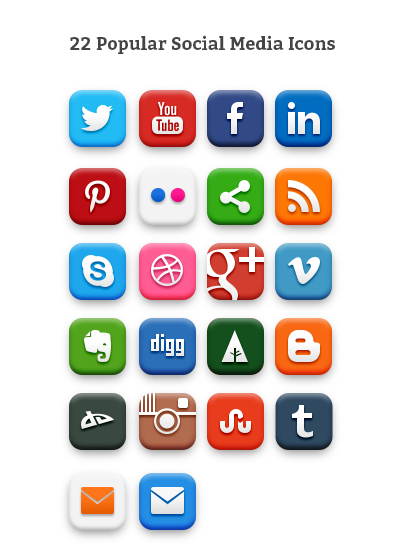 22 Popular Social Media Icons
You
Tube
f
in
S
g+
v
digg
B
t